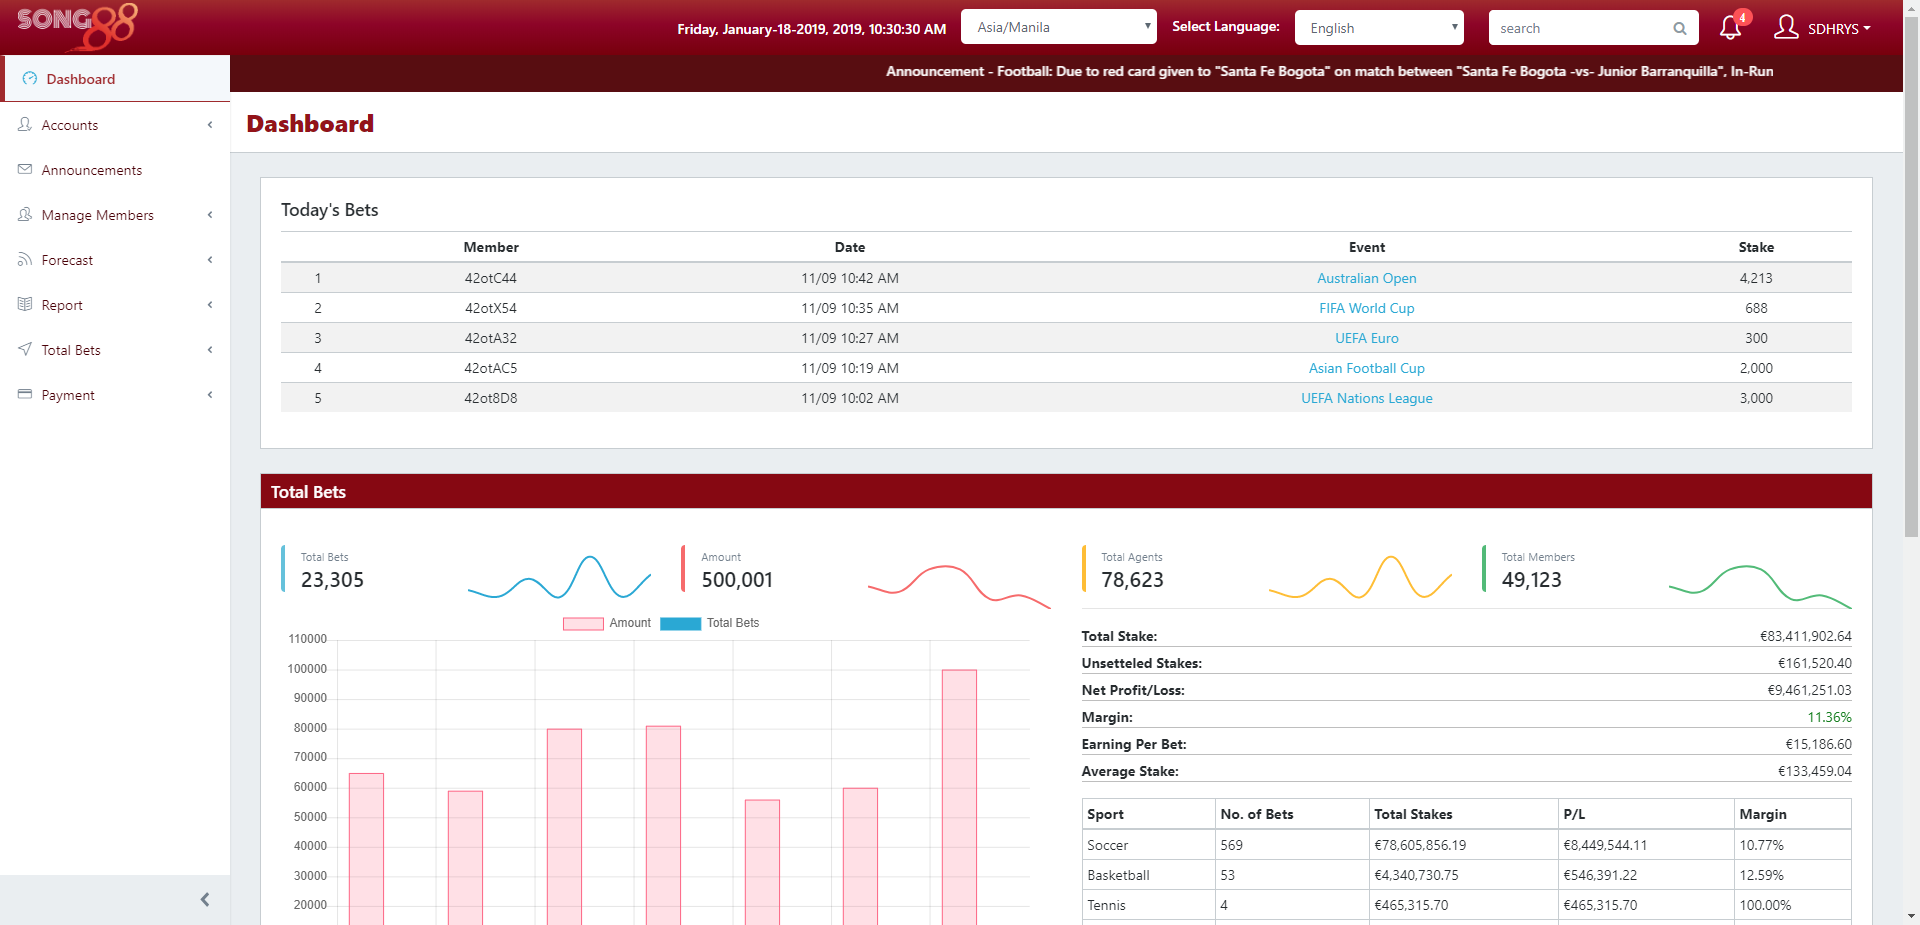 SONG88
Friday, January-18-2019, 2019, 10:30:30 AM
Asia/Manila
Select Language:
English
search
4
SDHRYS
Announcement - Football: Due to red card given to "Santa Fe Bogota" on match between "Santa Fe Bogota -vs- Junior Barranquilla", In-Run
Dashboard
Accounts
Announcements
Manage Members
Forecast
Report
Total Bets
Payment
Dashboard
Today's Bets
Member Date Event Stake
1 42otC44 11/09 10:42 AM Australian Open 4,213
2 42otX54 11/09 10:35 AM FIFA World Cup 688
3 42otA32 11/09 10:27 AM UEFA Euro 300
4 42otAC5 11/09 10:19 AM Asian Football Cup 2,000
5 42ot8D8 11/09 10:02 AM UEFA Nations League 3,000
Total Bets
Total Bets
23,305
Amount
500,001
Total Agents
78,623
Total Members
49,123
Amount Total Bets
110000
100000
90000
80000
70000
60000
50000
40000
30000
20000
Total Stake: €83,411,902.64
Unsetteled Stakes: €161,520.40
Net Profit/Loss: €9,461,251.03
Margin: 11.36%
Earning Per Bet: €15,186.60
Average Stake: €133,459.04
Sport No. of Bets Total Stakes P/L Margin
Soccer 569 €78,605,856.19 €8,449,544.11 10.77%
Basketball 53 €4,340,730.75 €546,391.22 12.59%
Tennis 4 €465,315.70 €465,315.70 100.00%